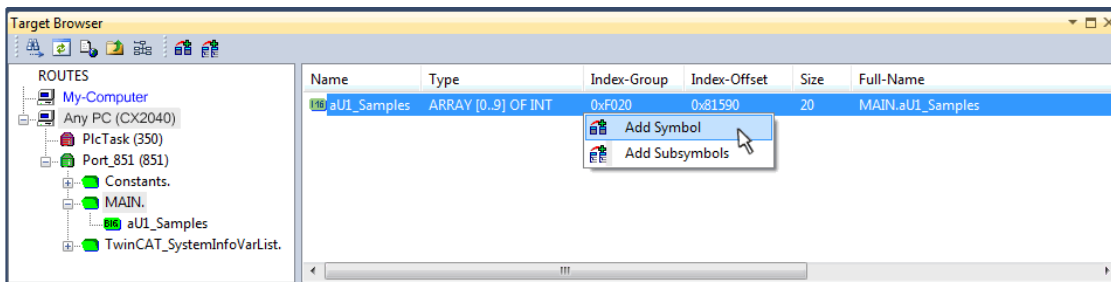 Target Browser
ROUTES
My-Computer
Any PC (CX2040)
PlcTask (350)
Port_851 (851)
Constants.
MAIN.
aU1_Samples
TwinCAT_SystemInfoVarList.
Name Type Index-Group Index-Offset Size Full-Name
aU1_Samples ARRAY [0..9] OF INT 0xF020 0x81590 20 MAIN.aU1_Samples
Add Symbol
Add Subsymbols